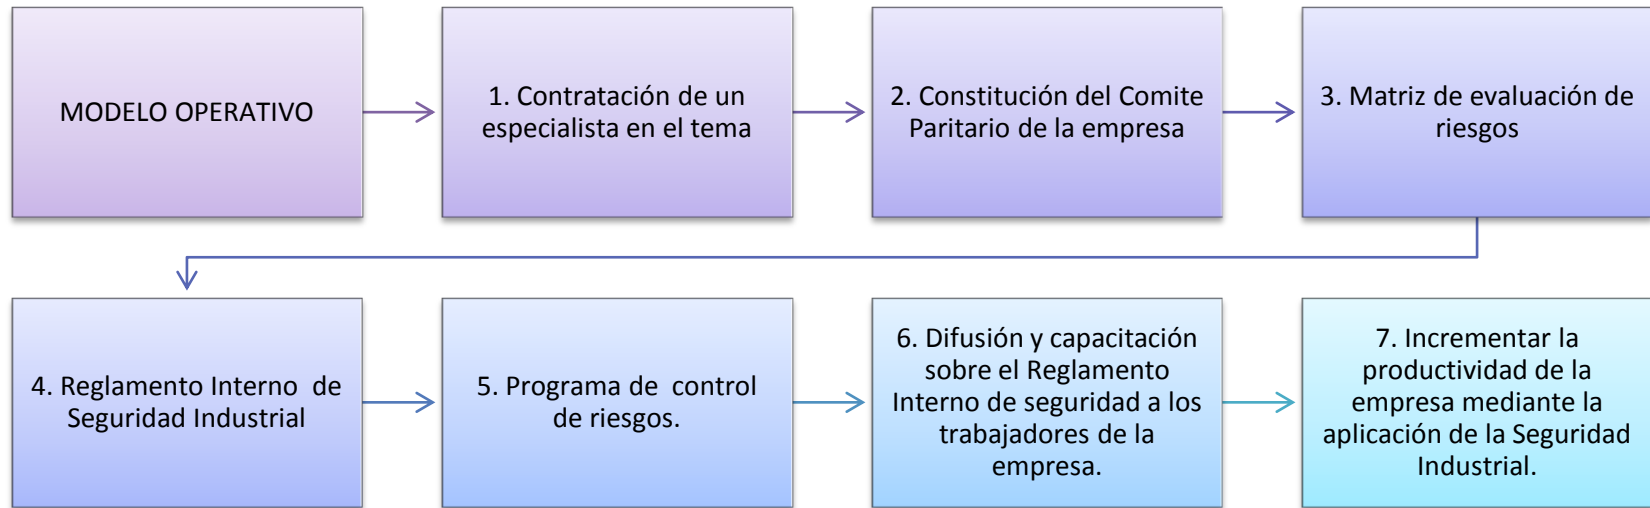 MODELO OPERATIVO
1. Contratación de un
especialista en el tema
2. Constitución del Comite
Paritario de la empresa
3. Matriz de evaluación de
riesgos
4. Reglamento Interno  de
Seguridad Industrial
5. Programa de  control
de riesgos.
6. Difusión y capacitación
sobre el Reglamento
Interno de seguridad a los
trabajadores de la
empresa.
7. Incrementar la
productividad de la
empresa mediante la
aplicación de la Seguridad
Industrial.